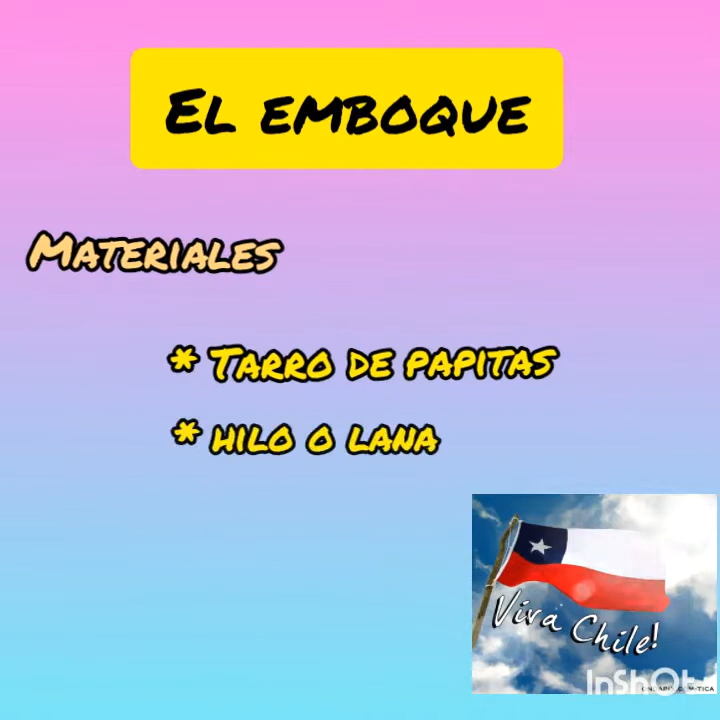 El emboque
Materiales
* Tarro de papitas
* hilo o lana
Viva Chile!
InShOt